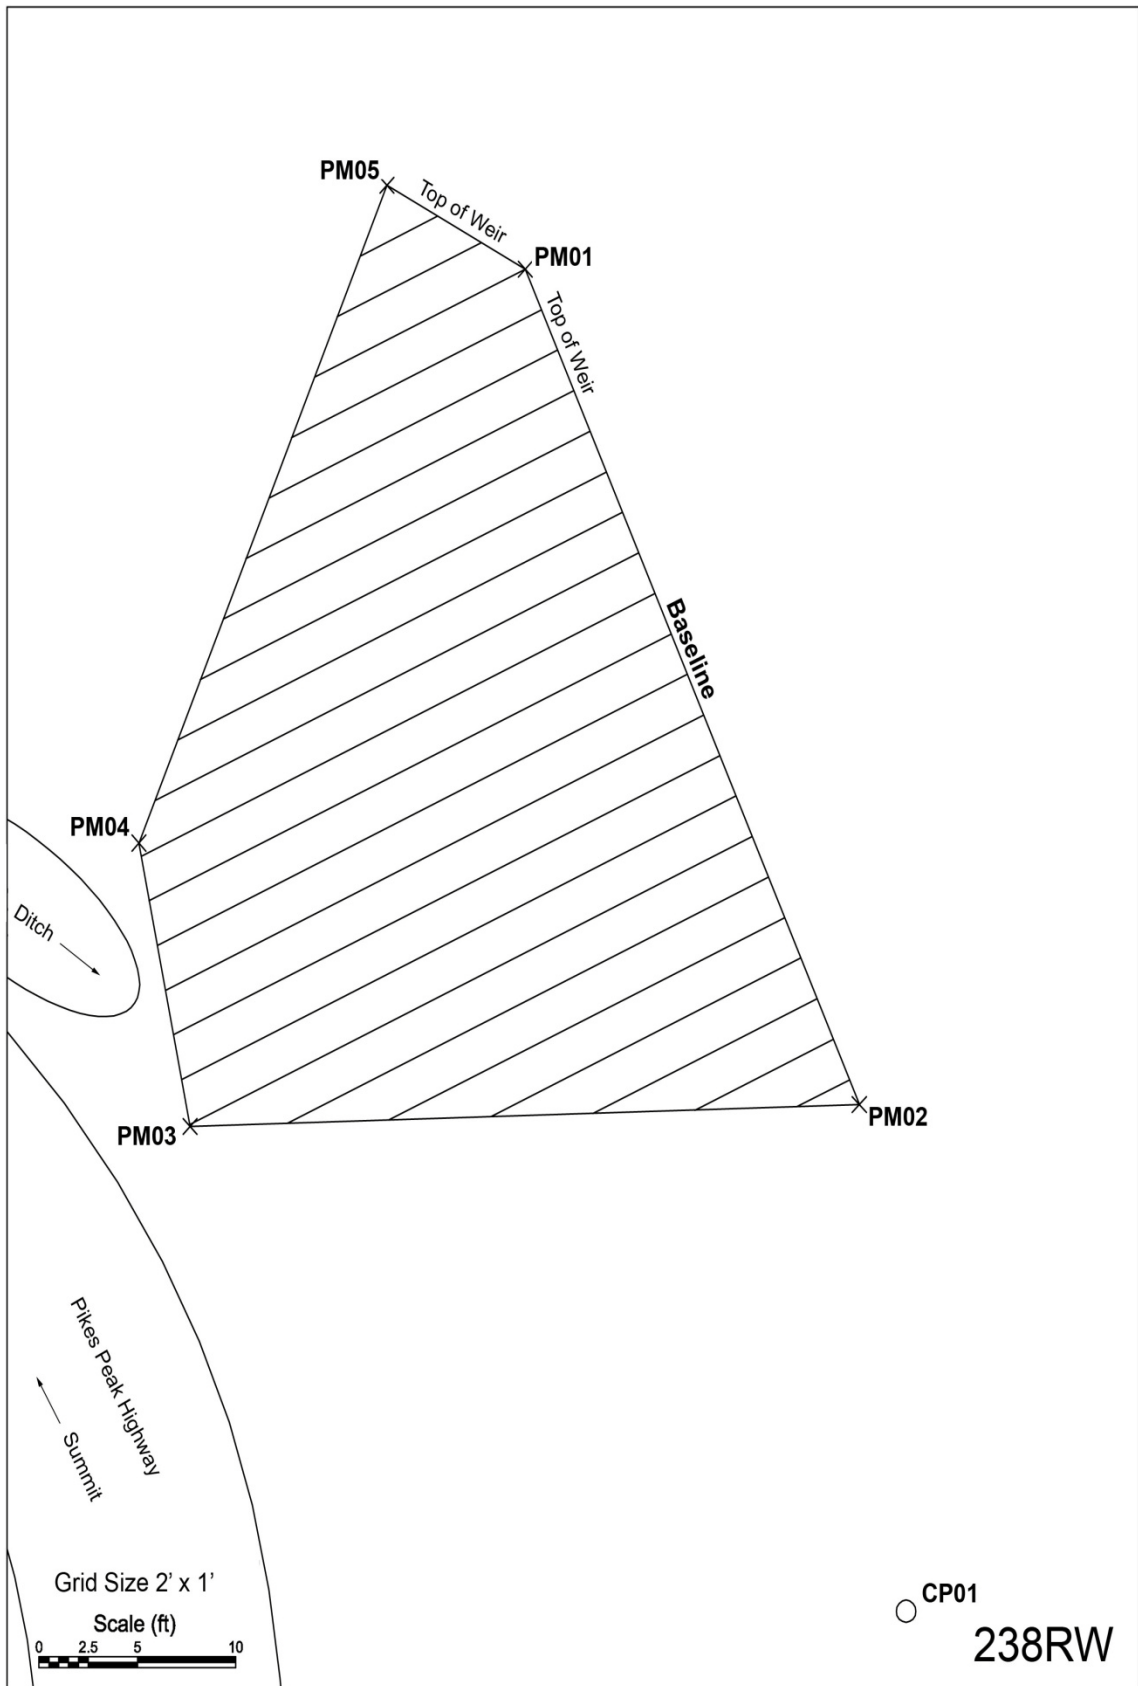 PM05
Top of Weir
PM01
Top of Weir
Baseline
PM04
Ditch
PM03
PM02
Pikes Peak Highway
Summit
Grid Size 2’ x 1’
Scale (ft)
0 2.5 5 10
CP01
238RW